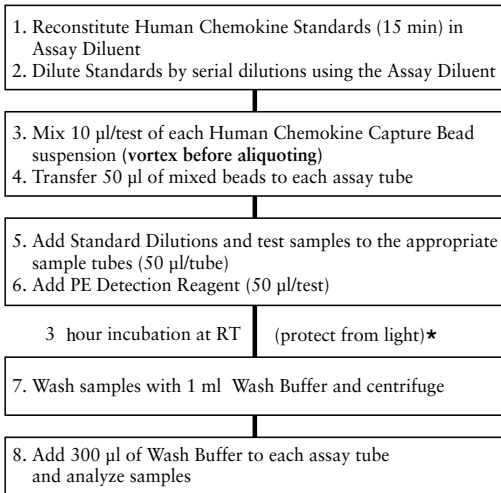 1. Reconstitute Human Chemokine Standards (15 min) in
Assay Diluent
2. Dilute Standards by serial dilutions using the Assay Diluent
3. Mix 10 µl/test of each Human Chemokine Capture Bead
suspension (vortex before aliquoting)
4. Transfer 50 µl of mixed beads to each assay tube
5. Add Standard Dilutions and test samples to the appropriate
sample tubes (50 µl/tube)
6. Add PE Detection Reagent (50 µl/test)
3 hour incubation at RT (protect from light)*
7. Wash samples with 1 ml Wash Buffer and centrifuge
8. Add 300 µl of Wash Buffer to each assay tube
and analyze samples